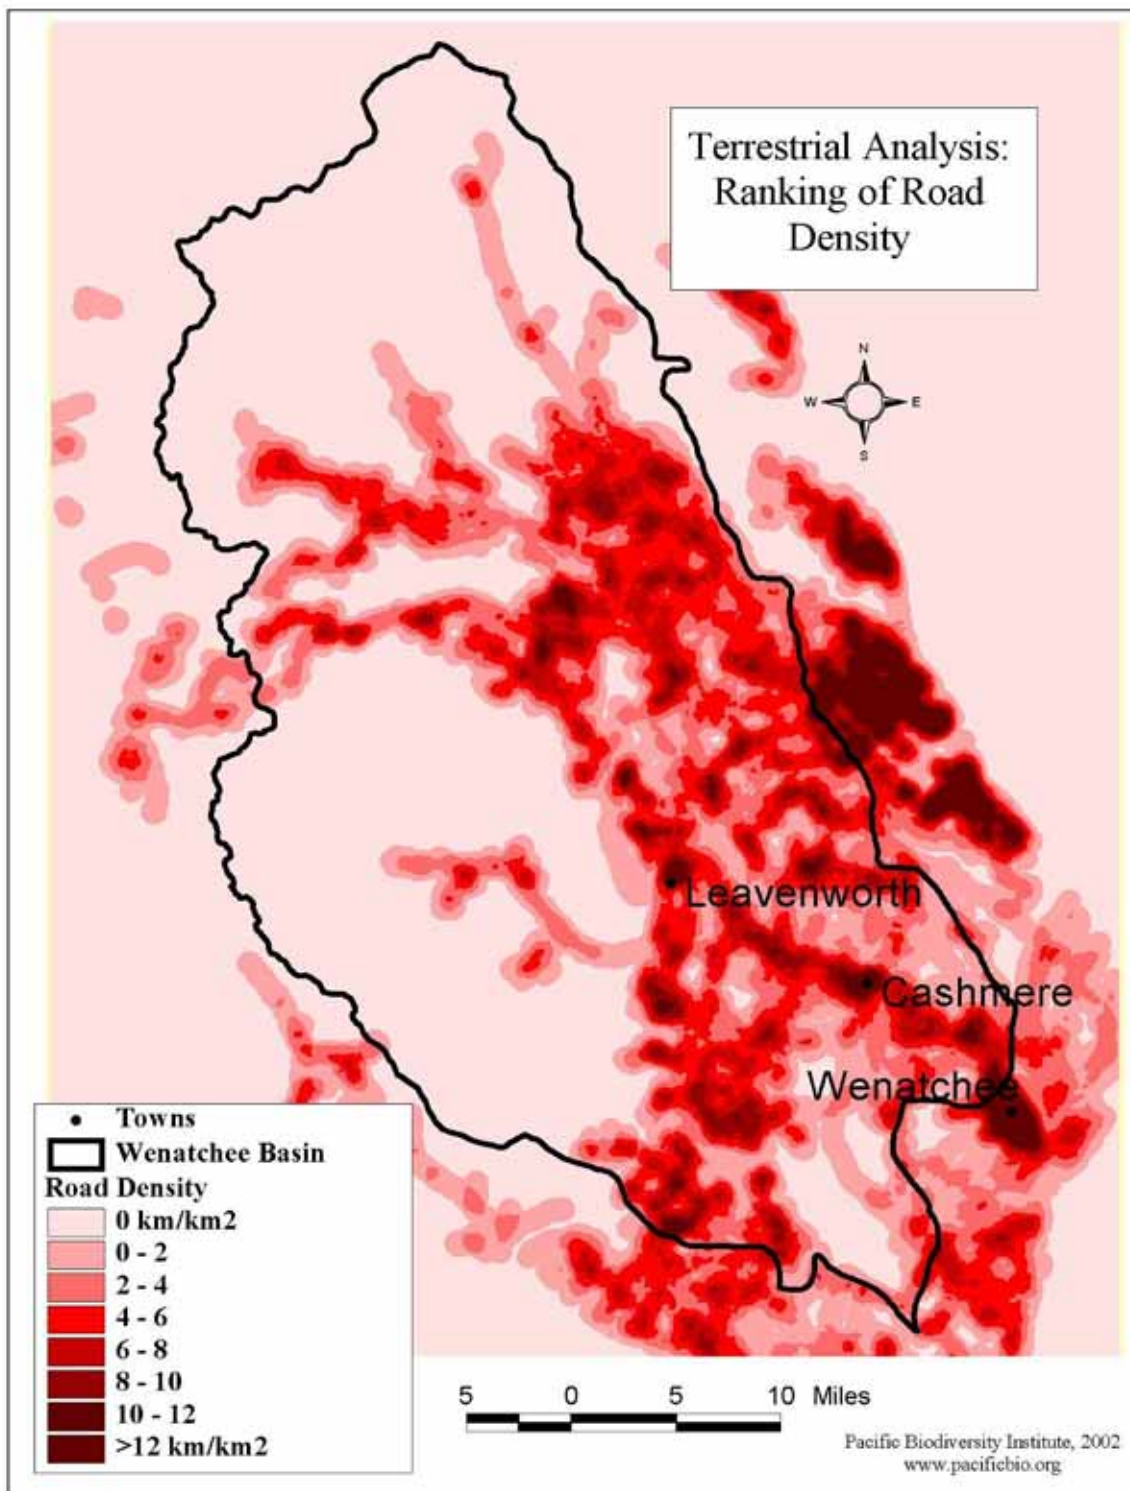 Terrestrial Analysis:
Ranking of Road
Density
N
W E
S
Leavenworth
Cashmere
Wenatchee
Towns
Wenatchee Basin
Road Density
0 km/km2
0 - 2
2 - 4
4 - 6
6 - 8
8 - 10
10 - 12
>12 km/km2
5 0 5 10 Miles
Pacific Biodiversity Institute, 2002
www.pacificbio.org